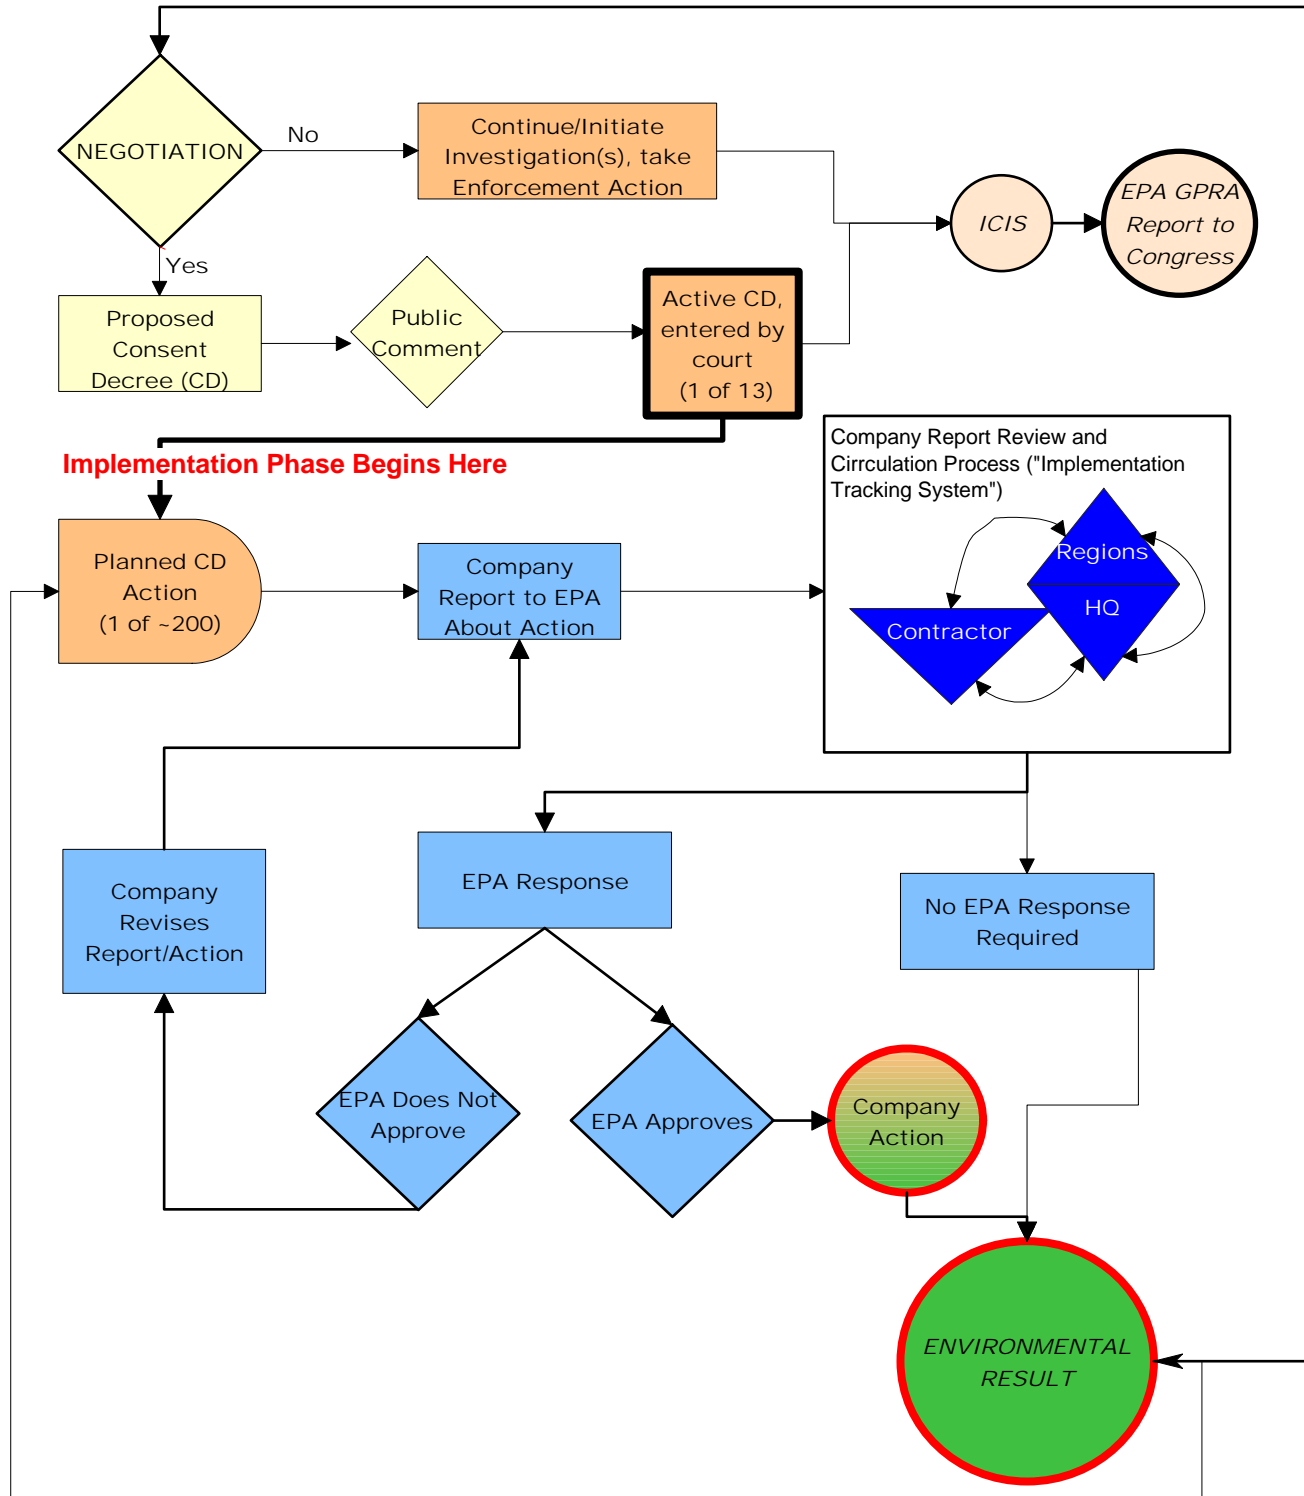 NEGOTIATION
No
Continue/Initiate
Investigation(s), take
Enforcement Action
ICIS
EPA GPRA
Report to
Congress
Yes
Proposed
Consent
Decree (CD)
Public
Comment
Active CD,
entered by
court
(1 of 13)
Implementation Phase Begins Here
Company Report Review and
Cirrculation Process ("Implementation
Tracking System")
Regions
HQ
Contractor
Planned CD
Action
(1 of ~200)
Company
Report to EPA
About Action
Company
Revises
Report/Action
EPA Response
No EPA Response
Required
EPA Does Not
Approve
EPA Approves
Company
Action
ENVIRONMENTAL
RESULT